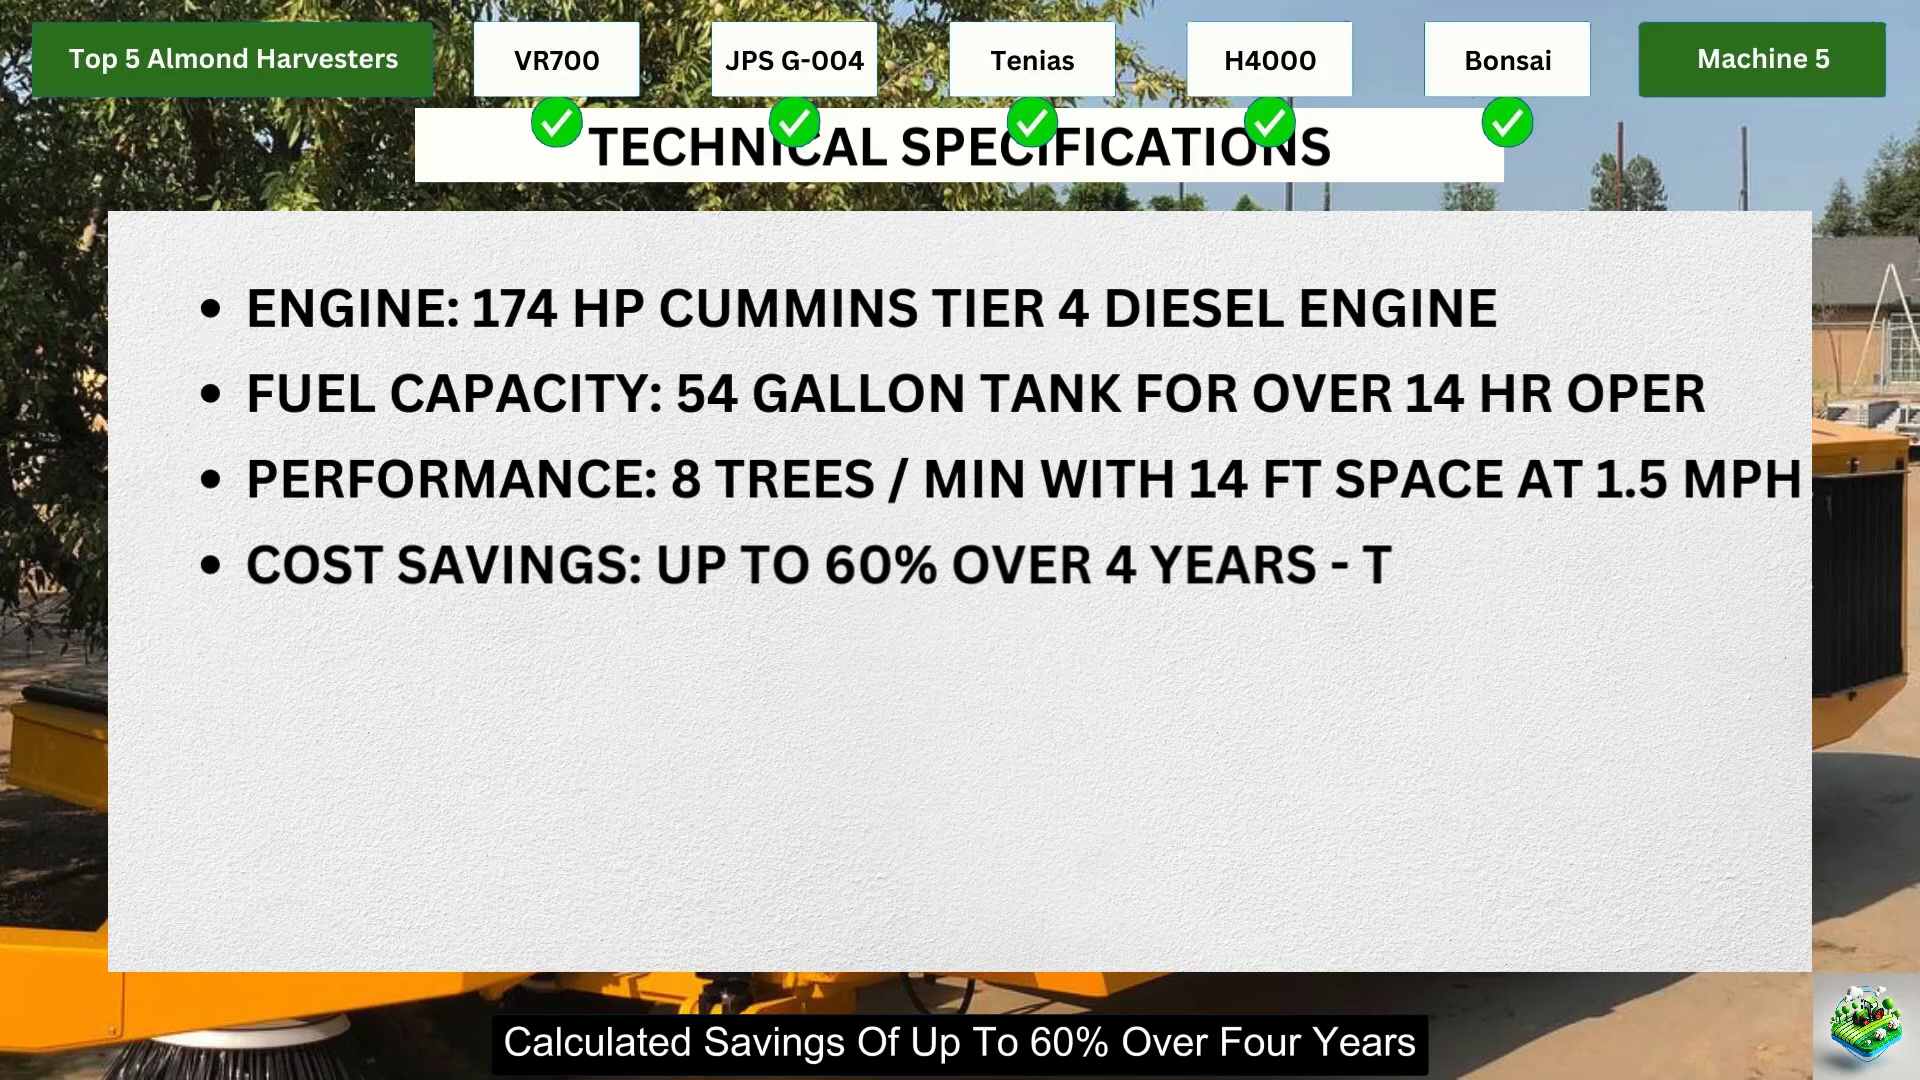 Top 5 Almond Harvesters
VR700
JPS G-004
Tenias
H4000
Bonsai
Machine 5
TECHNICAL SPECIFICATIONS
• ENGINE: 174 HP CUMMINS TIER 4 DIESEL ENGINE
• FUEL CAPACITY: 54 GALLON TANK FOR OVER 14 HR OPER
• PERFORMANCE: 8 TREES / MIN WITH 14 FT SPACE AT 1.5 MPH
• COST SAVINGS: UP TO 60% OVER 4 YEARS - T
Calculated Savings Of Up To 60% Over Four Years